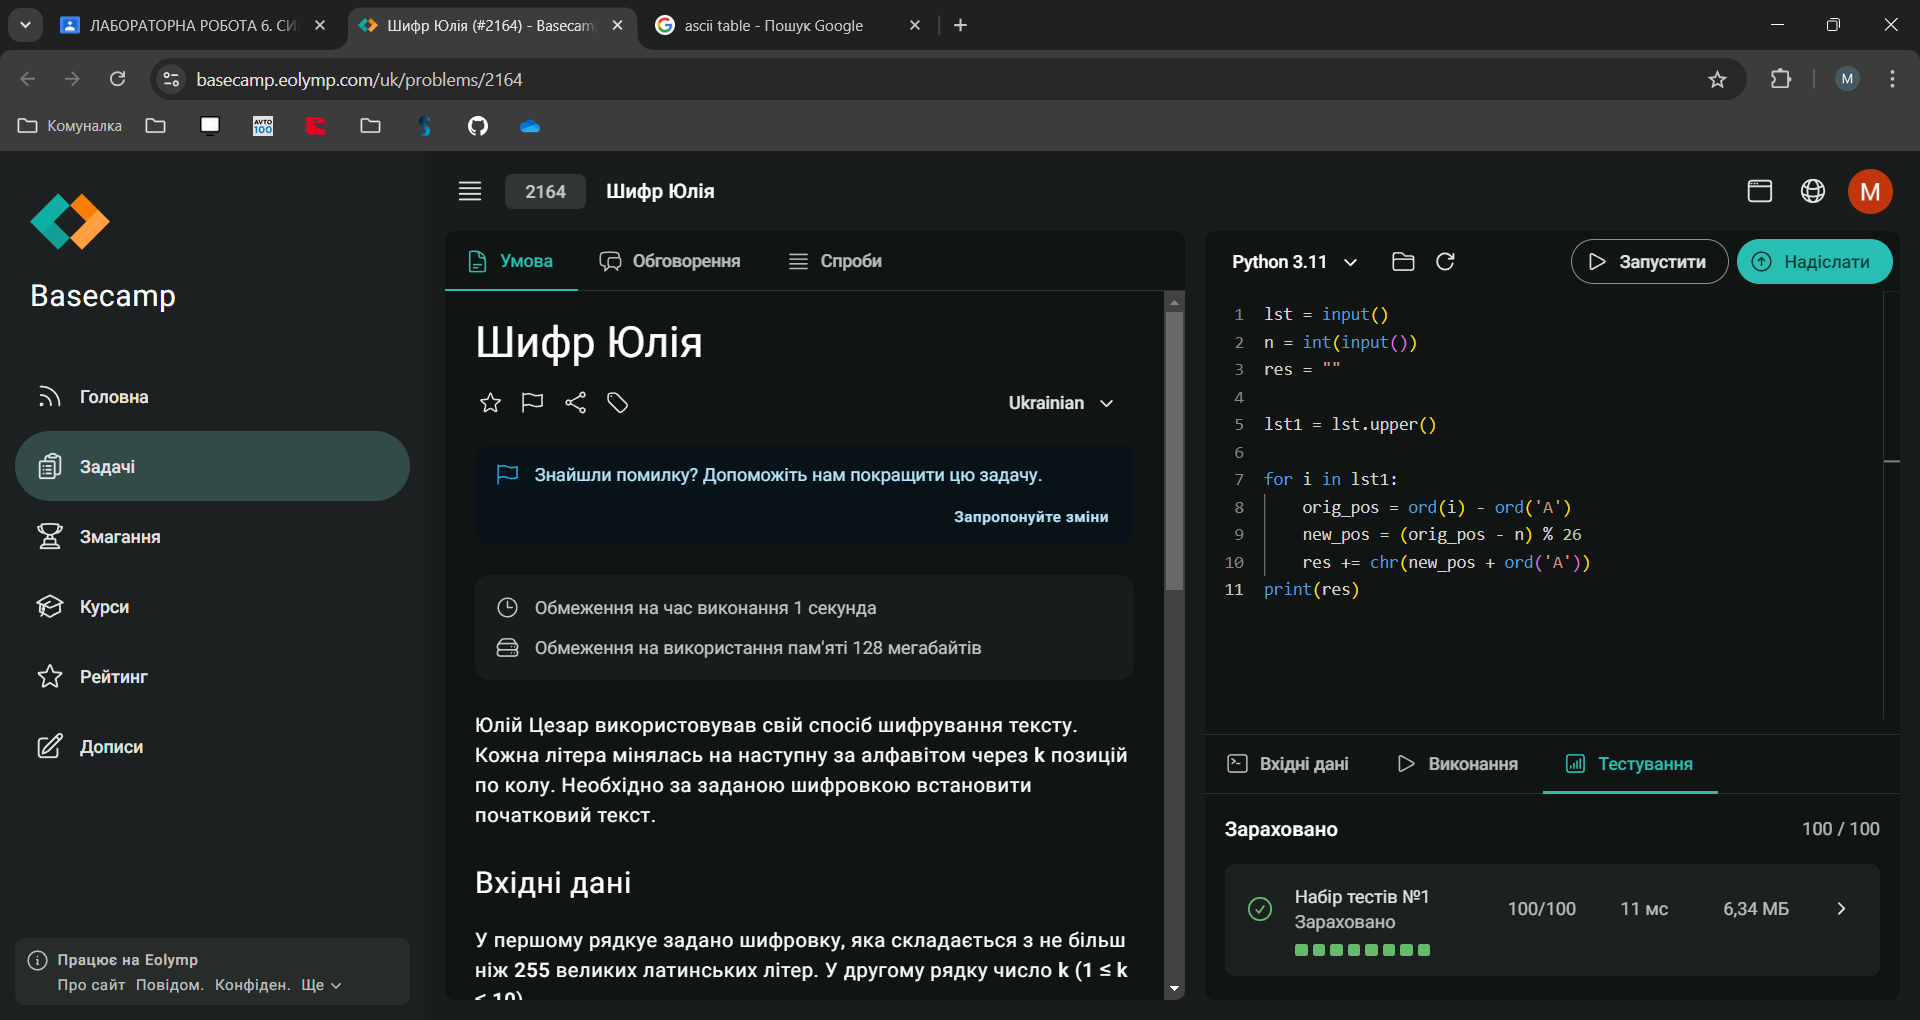 ЛАБОРАТОРНА РОБОТА 6. СИ
Шифр Юлія (#2164) - Basecam
ascii table - Пошук Google
basecamp.eolymp.com/uk/problems/2164
M
Комуналка
AVTO
100
Basecamp
Головна
Задачі
Змагання
Курси
Рейтинг
Дописи
Працює на Eolymp
Про сайт Повідом. Конфіден. Ще
2164 Шифр Юлія
M
Умова Обговорення Спроби
Шифр Юлія
Ukrainian
Знайшли помилку? Допоможіть нам покращити цю задачу.
Запропонуйте зміни
Обмеження на час виконання 1 секунда
Обмеження на використання пам'яті 128 мегабайтів
Юлій Цезар використовував свій спосіб шифрування тексту.
Кожна літера мінялась на наступну за алфавітом через k позицій
по колу. Необхідно за заданою шифровкою встановити
початковий текст.
Вхідні дані
У першому рядкує задано шифровку, яка складається з не більш
ніж 255 великих латинських літер. У другому рядку число k (1 ≤ k
≤ 10).
Python 3.11 Запустити Надіслати
1 lst = input()
2 n = int(input())
3 res = ""
4
5 lst1 = lst.upper()
6
7 for i in lst1:
8 orig_pos = ord(i) - ord('A')
9 new_pos = (orig_pos - n) % 26
10 res += chr(new_pos + ord('A'))
11 print(res)
Вхідні дані Виконання Тестування
Зараховано 100 / 100
Набір тестів №1 100/100 11 мс 6,34 МБ
Зараховано